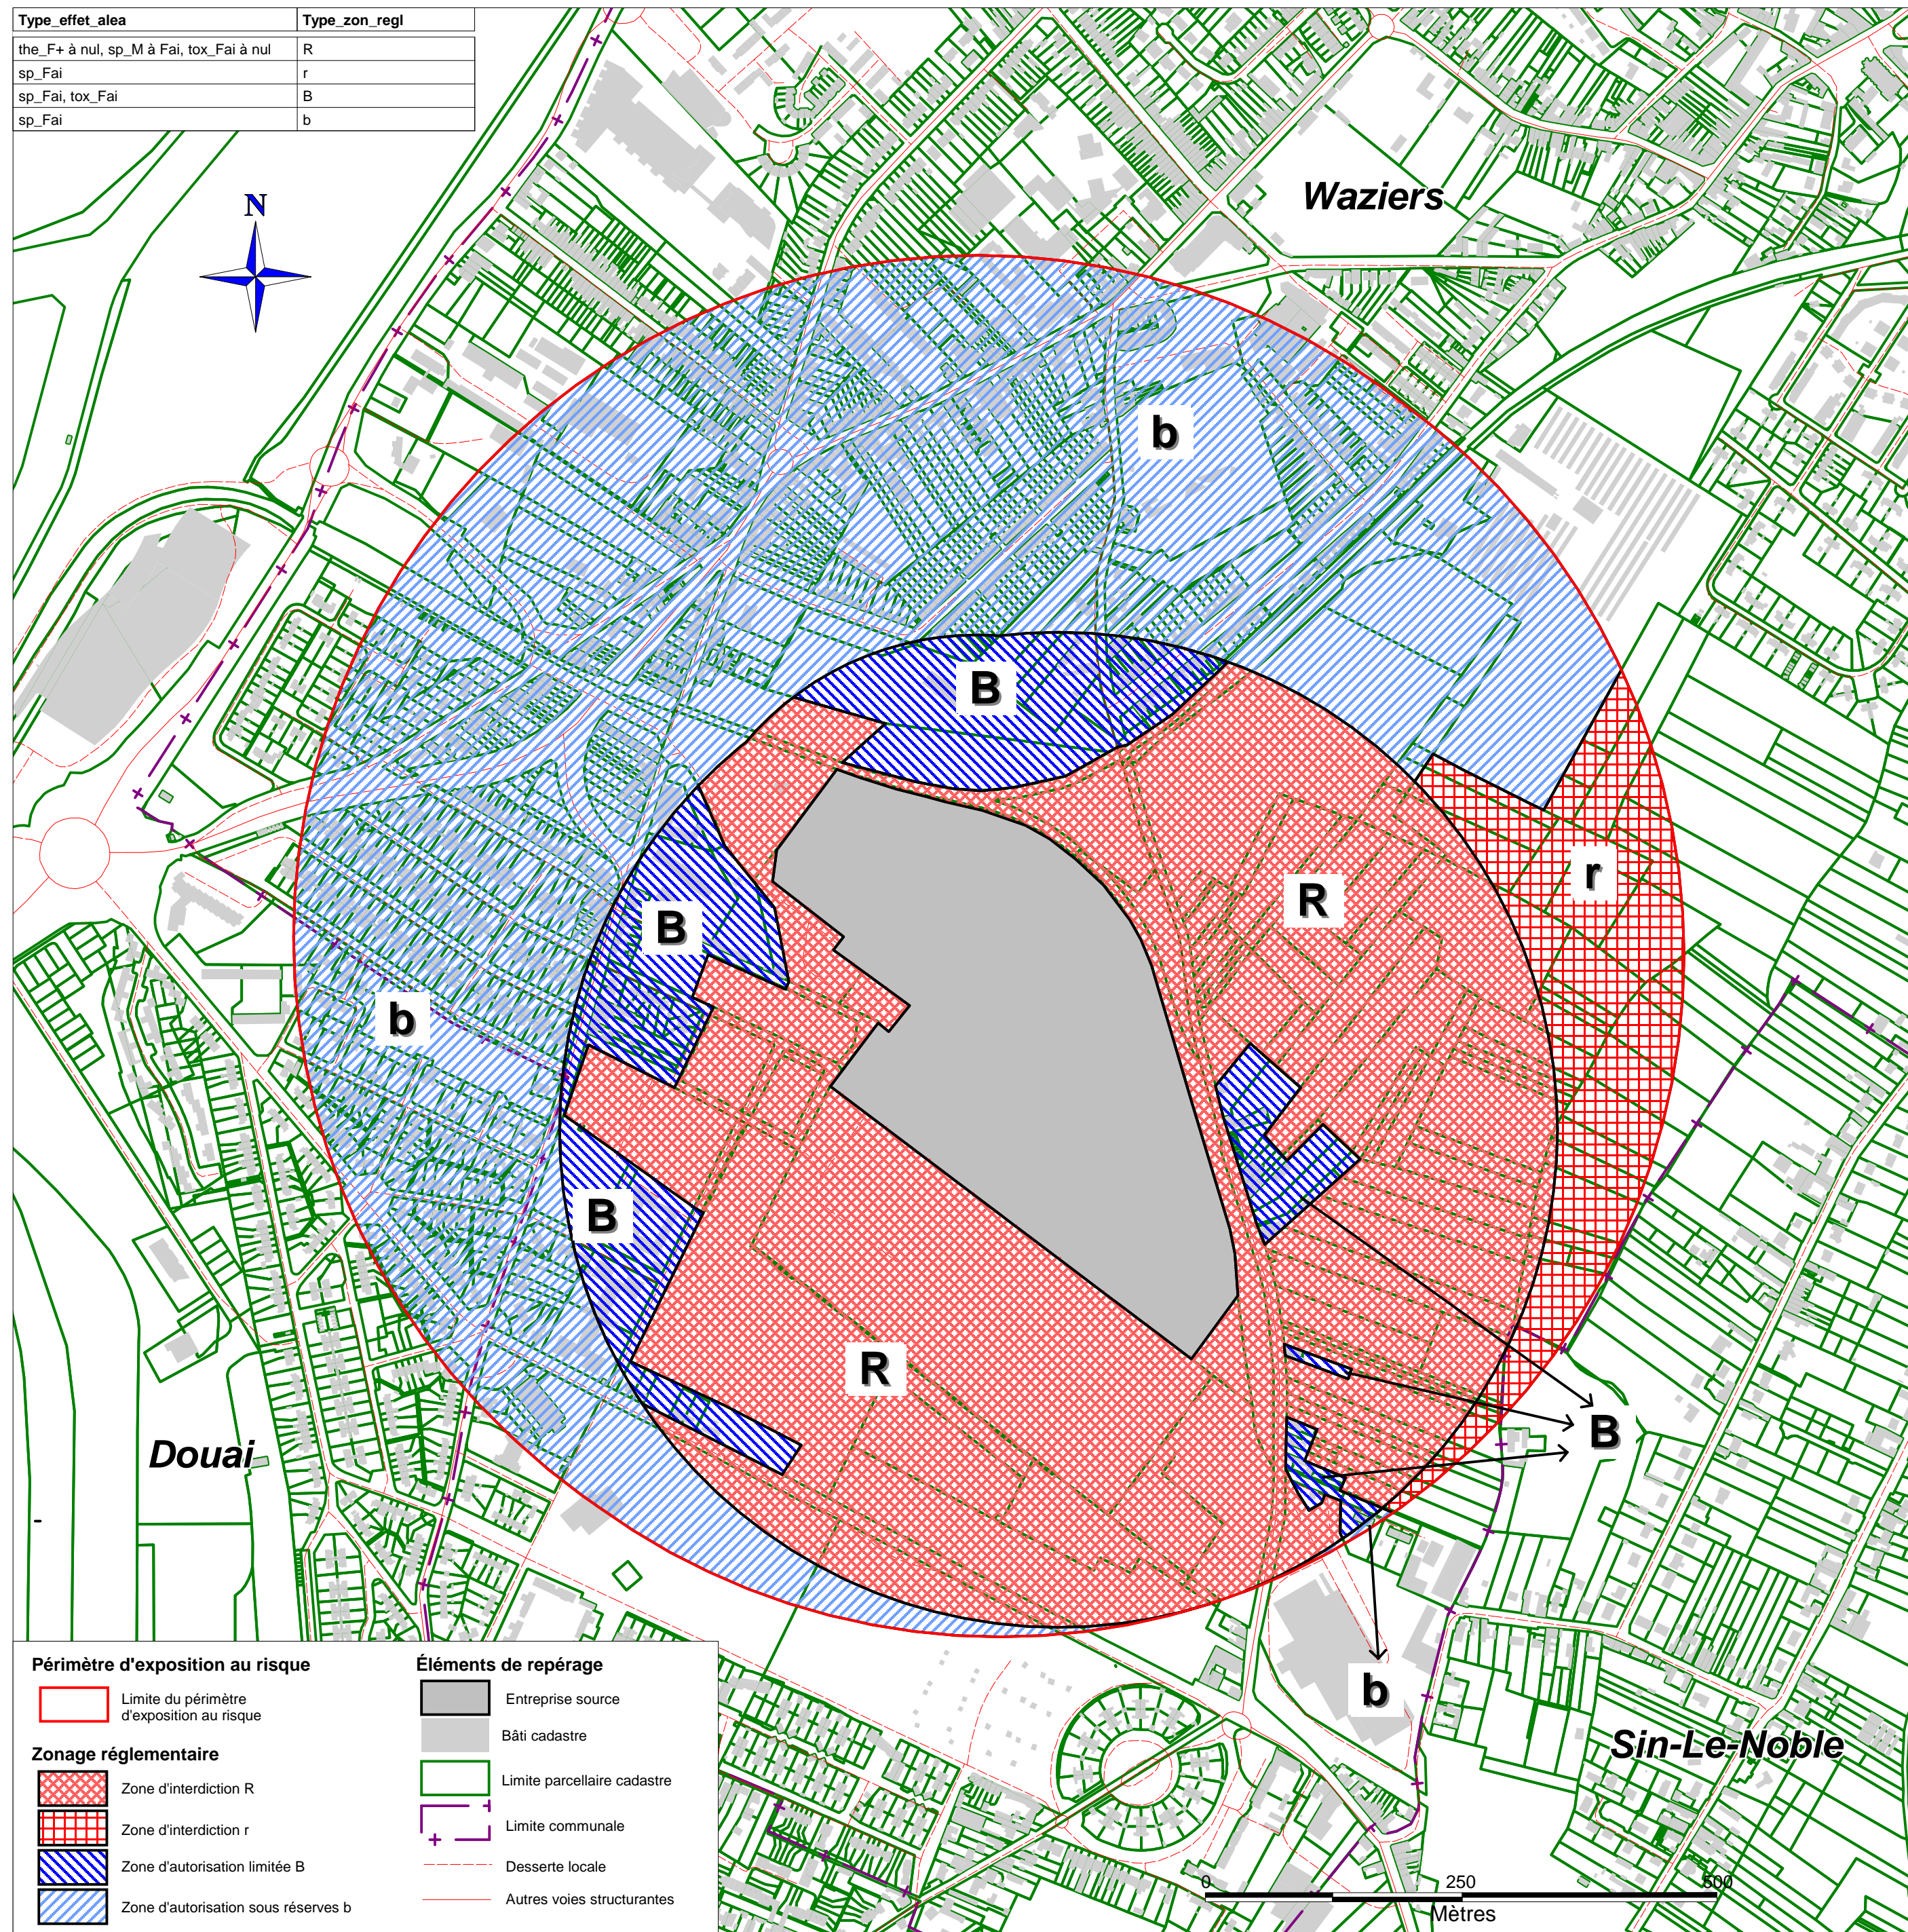 Type_effet_alea Type_zon_regl
the_F+ à nul, sp_M à Fai, tox_Fai à nul R
sp_Fai r
sp_Fai, tox_Fai B
sp_Fai b
N
Waziers
b
B
R
r
B
b
B
R
B
Douai
b
Sin-Le-Noble
Périmètre d'exposition au risque
Limite du périmètre
d'exposition au risque
Zonage réglementaire
Zone d'interdiction R
Zone d'interdiction r
Zone d'autorisation limitée B
Zone d'autorisation sous réserves b
Éléments de repérage
Entreprise source
Bâti cadastre
Limite parcellaire cadastre
Limite communale
Desserte locale
Autres voies structurantes
0 250 500
Mètres